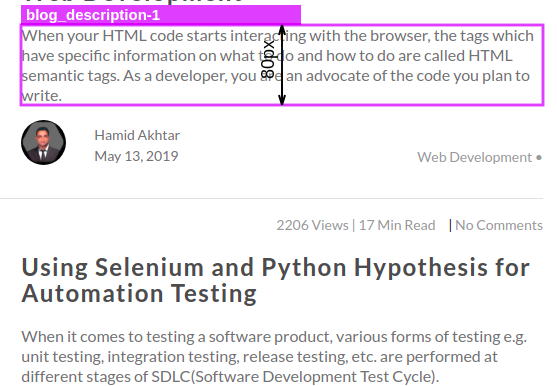 blog_description-1
When your HTML code starts interacting with the browser, the tags which
have specific information on what to do and how to do are called HTML
semantic tags. As a developer, you are an advocate of the code you plan to
write.
80px
Hamid Akhtar
May 13, 2019
Web Development •
2206 Views | 17 Min Read | No Comments
Using Selenium and Python Hypothesis for
Automation Testing
When it comes to testing a software product, various forms of testing e.g.
unit testing, integration testing, release testing, etc. are performed at
different stages of SDLC(Software Development Test Cycle).